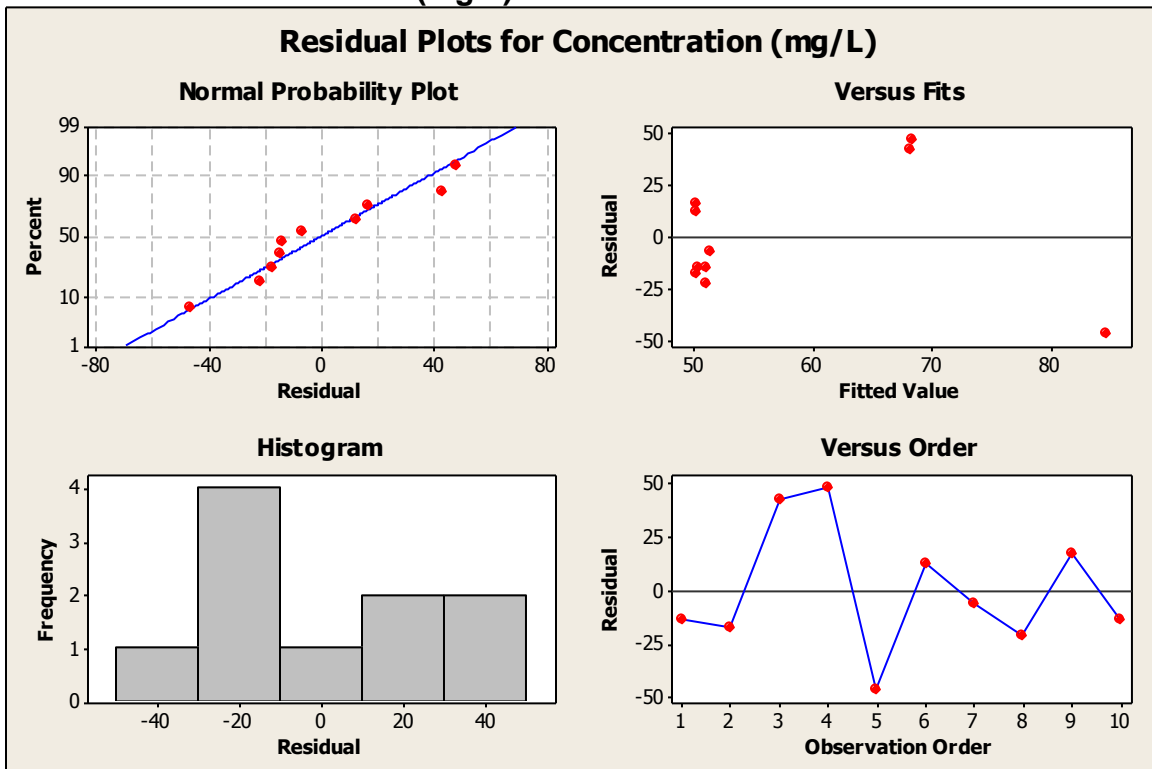 Residual Plots for Concentration (mg/L)
Normal Probability Plot
99
90
50
10
1
Percent
-80 -40 0 40 80
Residual
Versus Fits
50
25
0
-25
-50
Residual
50 60 70 80
Fitted Value
Histogram
4
3
2
1
0
Frequency
-40 -20 0 20 40
Residual
Versus Order
50
25
0
-25
-50
Residual
1 2 3 4 5 6 7 8 9 10
Observation Order